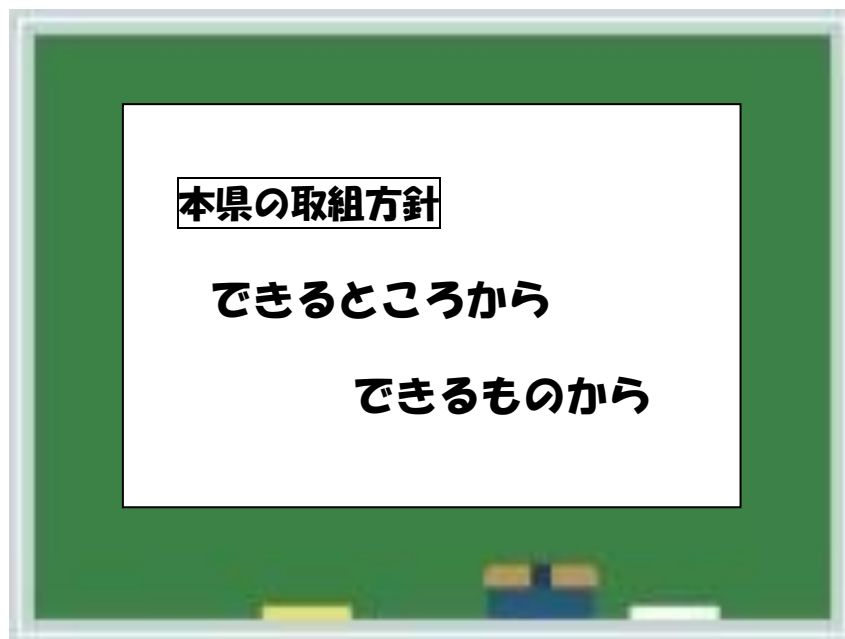 本県の取組方針
できるところから
できるものから